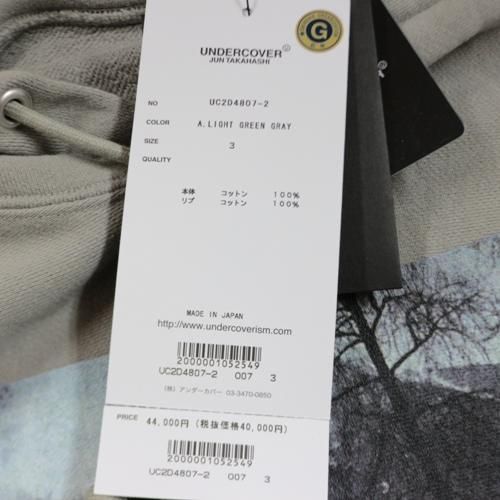 UNDERCOVER®
JUN TAKAHASHI
G
NO UC2D4807-2
COLOR A.LIGHT GREEN GRAY
SIZE 3
QUALITY
本体 コットン 100%
リブ コットン 100%
MADE IN JAPAN
http://www.undercoverism.com
2000001052549
UC2D4807-2 007 3
(株) アンダーカバー 03-3470-0850
PRICE 44,000円 (税抜価格40,000円)
2000001052549
UC2D4807-2 007 3